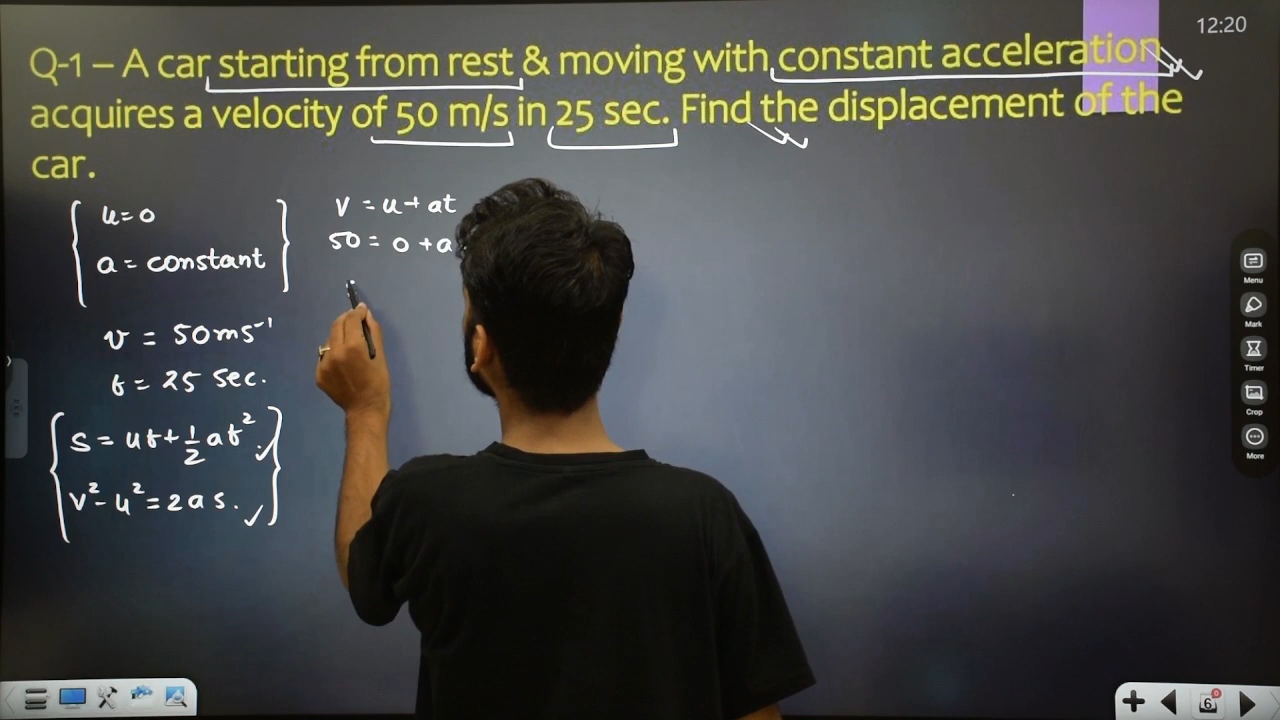 12:20
Q-1 – A car starting from rest & moving with constant acceleration
acquires a velocity of 50 m/s in 25 sec. Find the displacement of the
car.
u=0
a = constant
v = 50ms⁻¹
t = 25 sec.
s = ut+½at²
v²-u²=2as.
v = u+at
50 = 0 +a
Menu
Mark
Timer
Crop
More
6